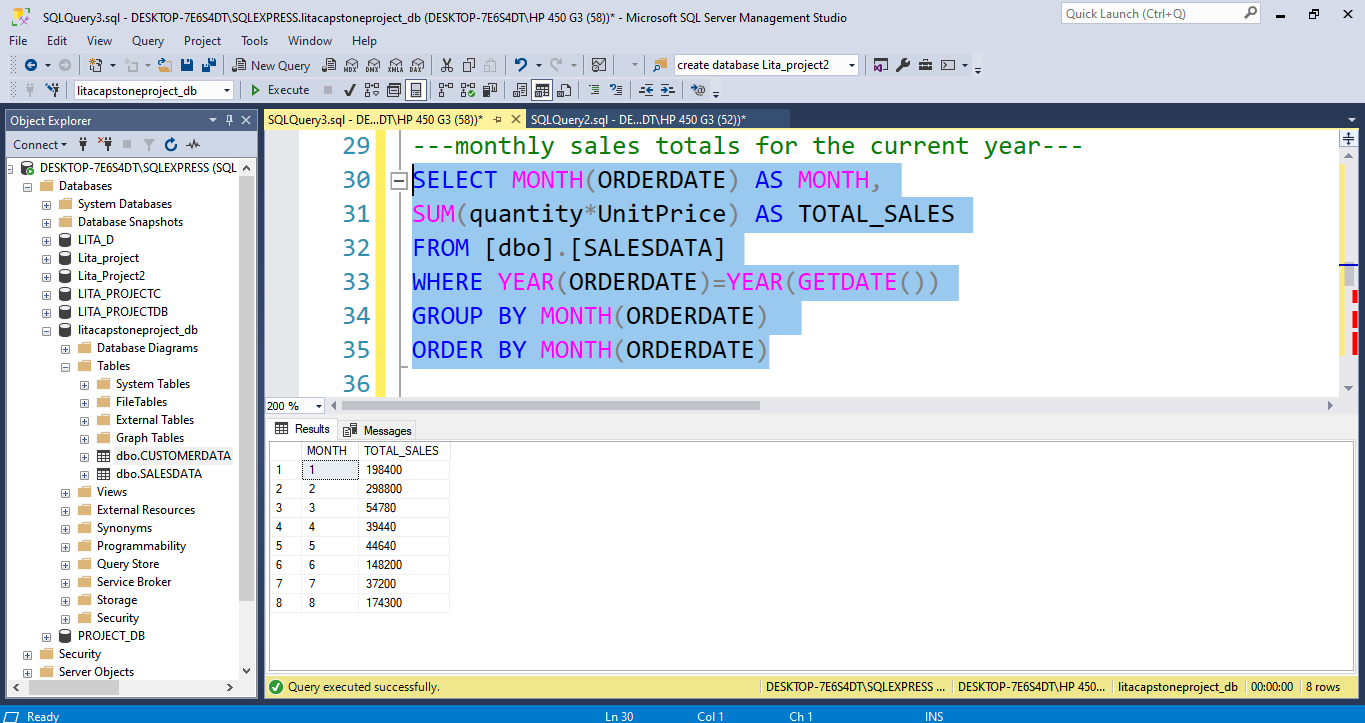 SQLQuery3.sql - DESKTOP-7E6S4DT\SQLEXPRESS.litacapstoneproject_db (DESKTOP-7E6S4DT\HP 450 G3 (58))* - Microsoft SQL Server Management Studio
Quick Launch (Ctrl+Q)
File Edit View Query Project Tools Window Help
New Query MDX DMX XMLA DAX create database Lita_project2
litacapstoneproject_db Execute
Object Explorer
Connect
DESKTOP-7E6S4DT\SQLEXPRESS (SQL
Databases
System Databases
Database Snapshots
LITA_D
Lita_project
Lita_Project2
LITA_PROJECTC
LITA_PROJECTDB
litacapstoneproject_db
Database Diagrams
Tables
System Tables
FileTables
External Tables
Graph Tables
dbo.CUSTOMERDATA
dbo.SALESDATA
Views
External Resources
Synonyms
Programmability
Query Store
Service Broker
Storage
Security
PROJECT_DB
Security
Server Objects
SQLQuery3.sql - DE...DT\HP 450 G3 (58))* SQLQuery2.sql - DE...DT\HP 450 G3 (52))*
29 ---monthly sales totals for the current year---
30 SELECT MONTH(ORDERDATE) AS MONTH,
31 SUM(quantity*UnitPrice) AS TOTAL_SALES
32 FROM [dbo].[SALESDATA]
33 WHERE YEAR(ORDERDATE)=YEAR(GETDATE())
34 GROUP BY MONTH(ORDERDATE)
35 ORDER BY MONTH(ORDERDATE)
36
200 %
Results Messages
MONTH TOTAL_SALES
1 1 198400
2 2 298800
3 3 54780
4 4 39440
5 5 44640
6 6 148200
7 7 37200
8 8 174300
Query executed successfully. DESKTOP-7E6S4DT\SQLEXPRESS ... DESKTOP-7E6S4DT\HP 450... litacapstoneproject_db 00:00:00 8 rows
Ready Ln 30 Col 1 Ch 1 INS